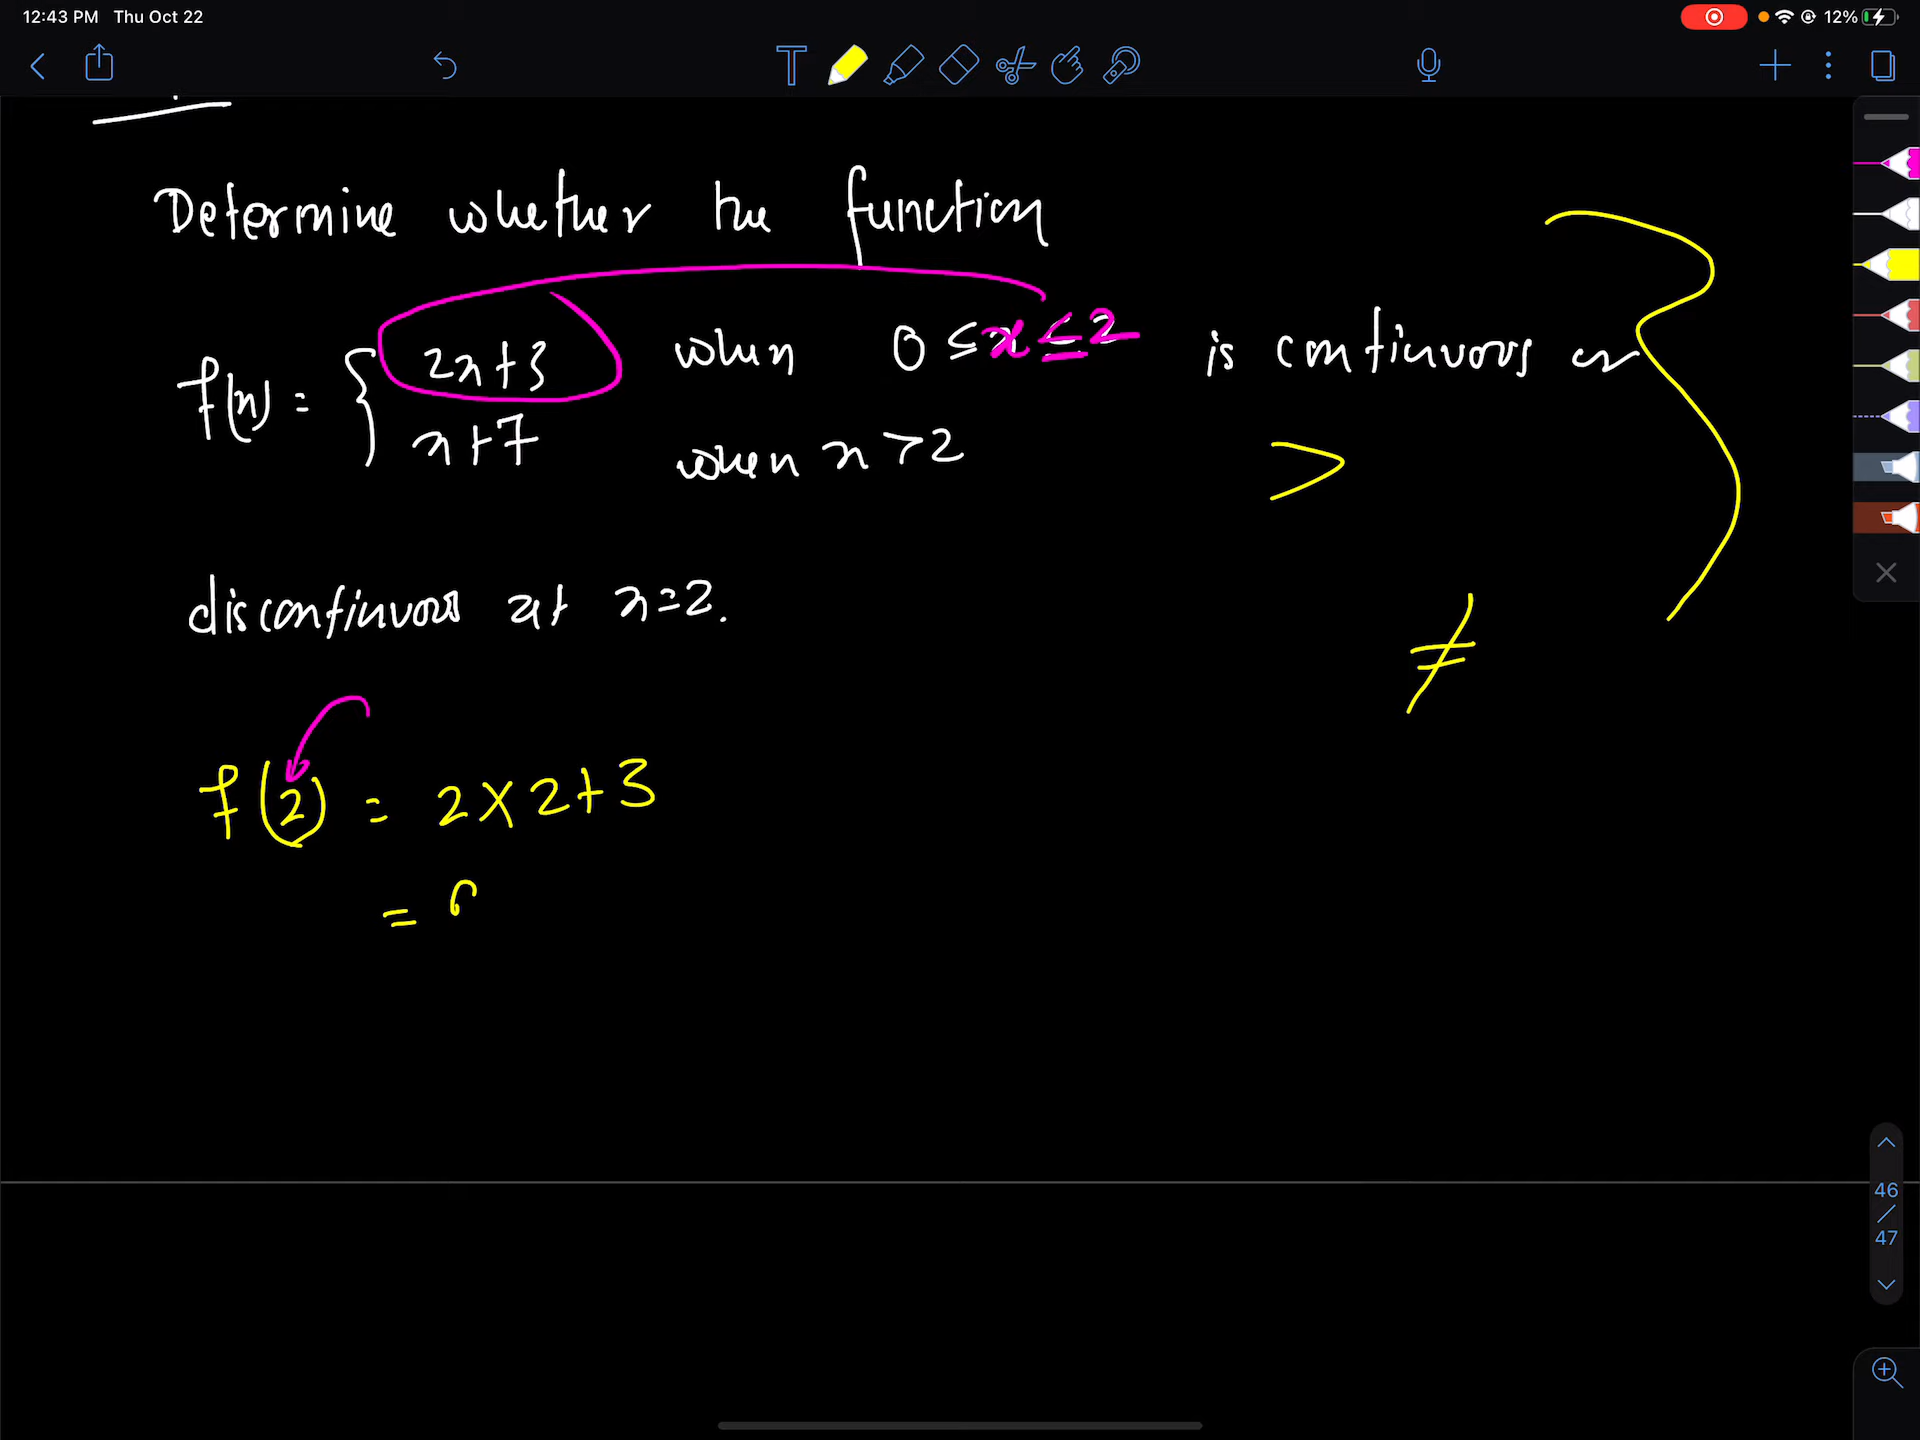 12:43 PM Thu Oct 22 12%
Determine whether the function
f(x) = { 2x+3 when 0 ≤ x ≤ 2 is continuous or
x+7 when x > 2
>
discontinuous at x=2.
≠
f(2) = 2×2+3
=
46
/
47